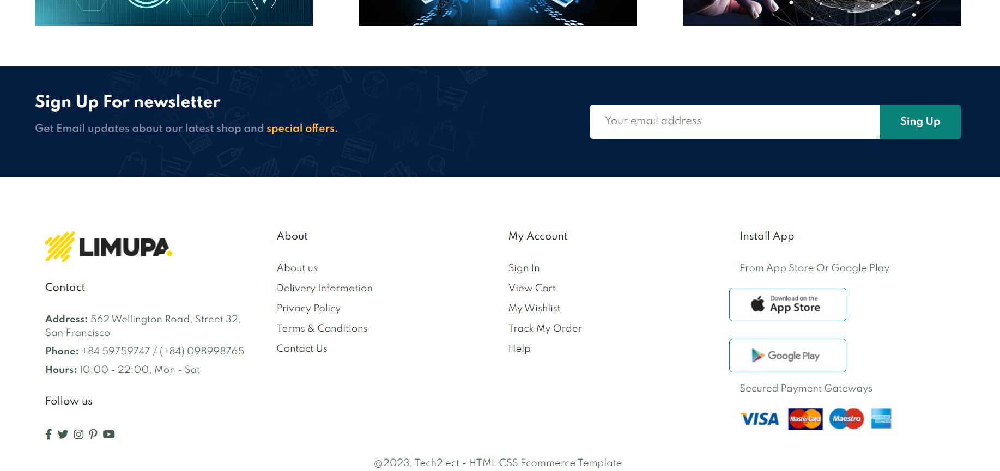 Sign Up For newsletter
Get Email updates about our latest shop and special offers.
Your email address
Sing Up
LIMUPA.
Contact
Address: 562 Wellington Road, Street 32,
San Francisco
Phone: +84 59759747 / (+84) 098998765
Hours: 10:00 - 22:00, Mon - Sat
Follow us
About
About us
Delivery Information
Privacy Policy
Terms & Conditions
Contact Us
My Account
Sign In
View Cart
My Wishlist
Track My Order
Help
Install App
From App Store Or Google Play
Download on the
App Store
Google Play
Secured Payment Gateways
VISA
MasterCard
Maestro
AMERICAN
EXPRESS
@2023, Tech2 ect - HTML CSS Ecommerce Template